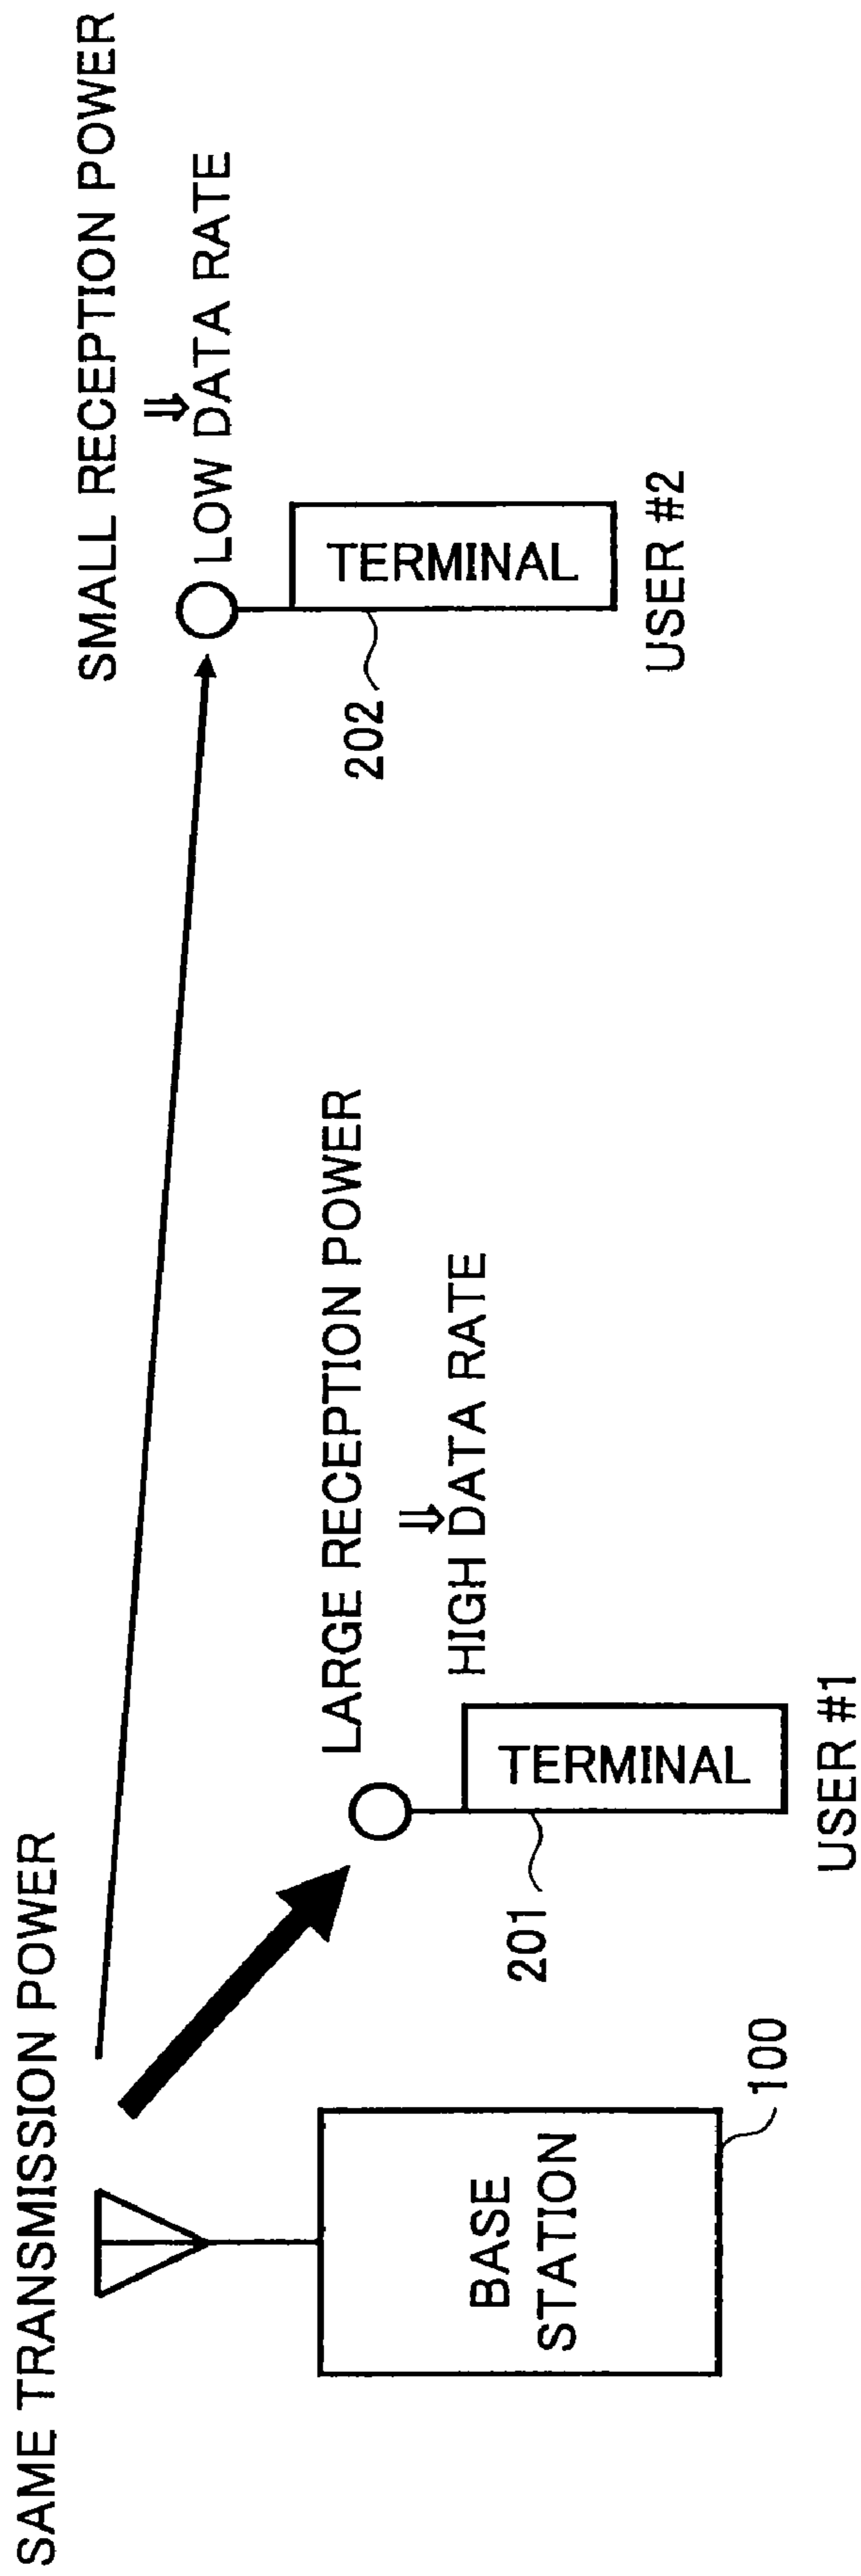 SAME TRANSMISSION POWER
SMALL RECEPTION POWER
⇒
LOW DATA RATE
TERMINAL
202
USER #2
LARGE RECEPTION POWER
⇒
HIGH DATA RATE
TERMINAL
201
USER #1
BASE
STATION
100